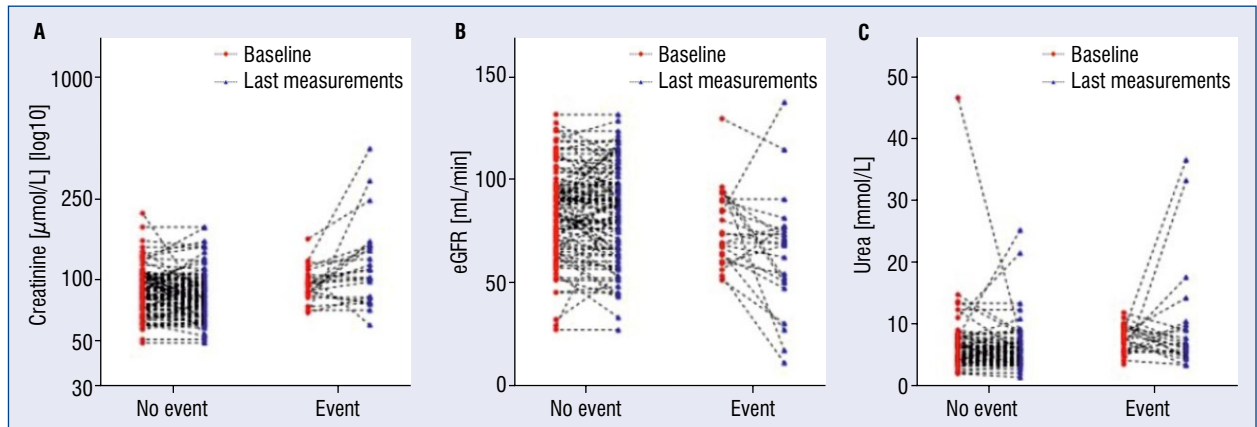 A
Baseline
Last measurements
1000
250
100
50
30
Creatinine [μmol/L] [log10]
No event
Event
B
Baseline
Last measurements
150
100
50
0
eGFR [mL/min]
No event
Event
C
Baseline
Last measurements
50
40
30
20
10
0
Urea [mmol/L]
No event
Event